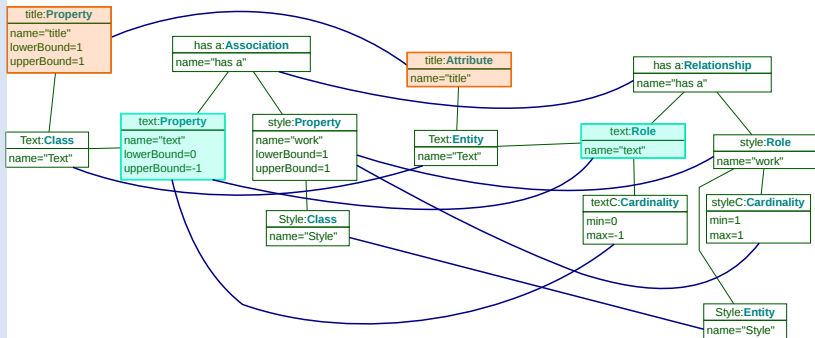 title:Property
name="title"
lowerBound=1
upperBound=1
has a:Association
name="has a"
title:Attribute
name="title"
has a:Relationship
name="has a"
Text:Class
name="Text"
text:Property
name="text"
lowerBound=0
upperBound=-1
style:Property
name="work"
lowerBound=1
upperBound=1
Text:Entity
name="Text"
text:Role
name="text"
style:Role
name="work"
Style:Class
name="Style"
textC:Cardinality
min=0
max=-1
styleC:Cardinality
min=1
max=1
Style:Entity
name="Style"